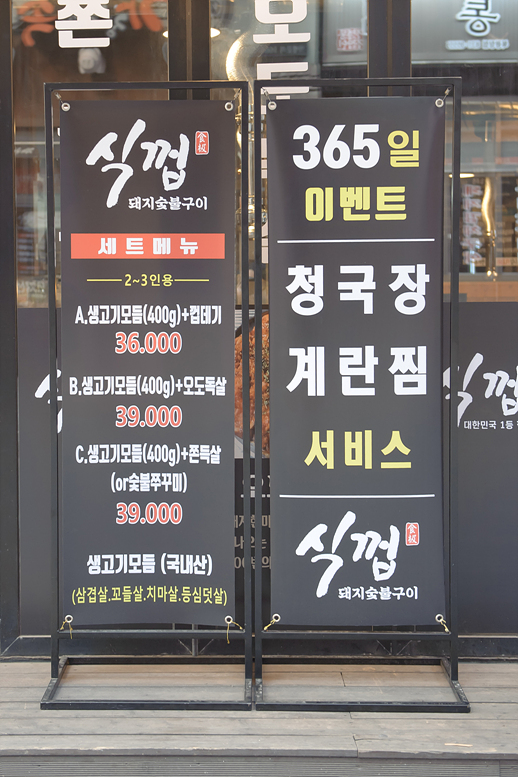 쫀
모
식껍
食板
돼지숯불구이
세트메뉴
2~3인용
A.생고기모듬(400g)+껍데기
36.000
B.생고기모듬(400g)+오도독살
39.000
C.생고기모듬(400g)+쫀득살
(or숯불쭈꾸미)
39.000
생고기모듬 (국내산)
(삼겹살.꼬들살.치마살.등심덧살)
365일
이벤트
청국장
계란찜
서비스
식껍
食板
돼지숯불구이
식껍
대한민국 1등